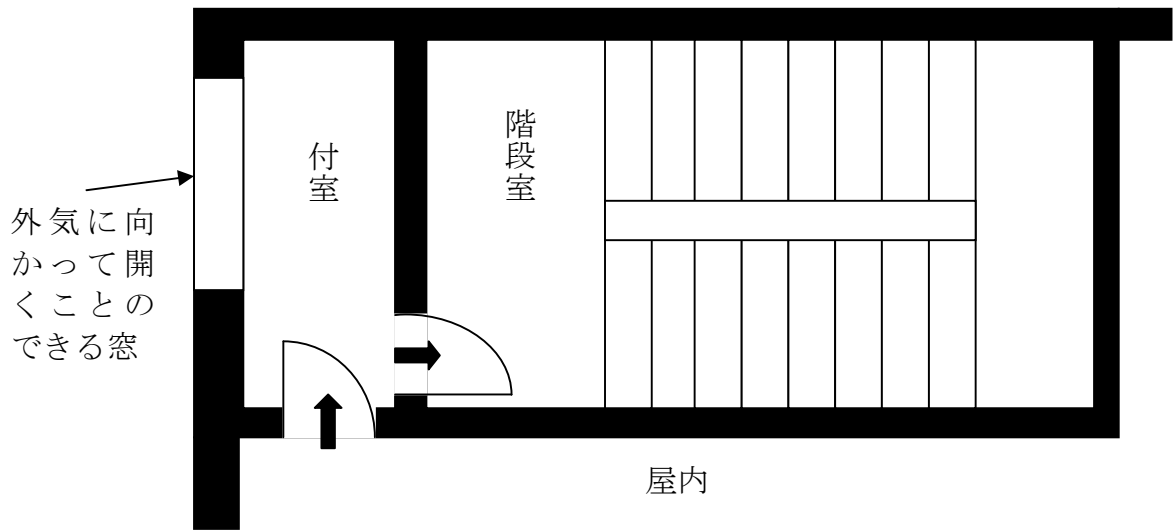 外気に向
かって開
くことの
できる窓
付室
階段室
屋内